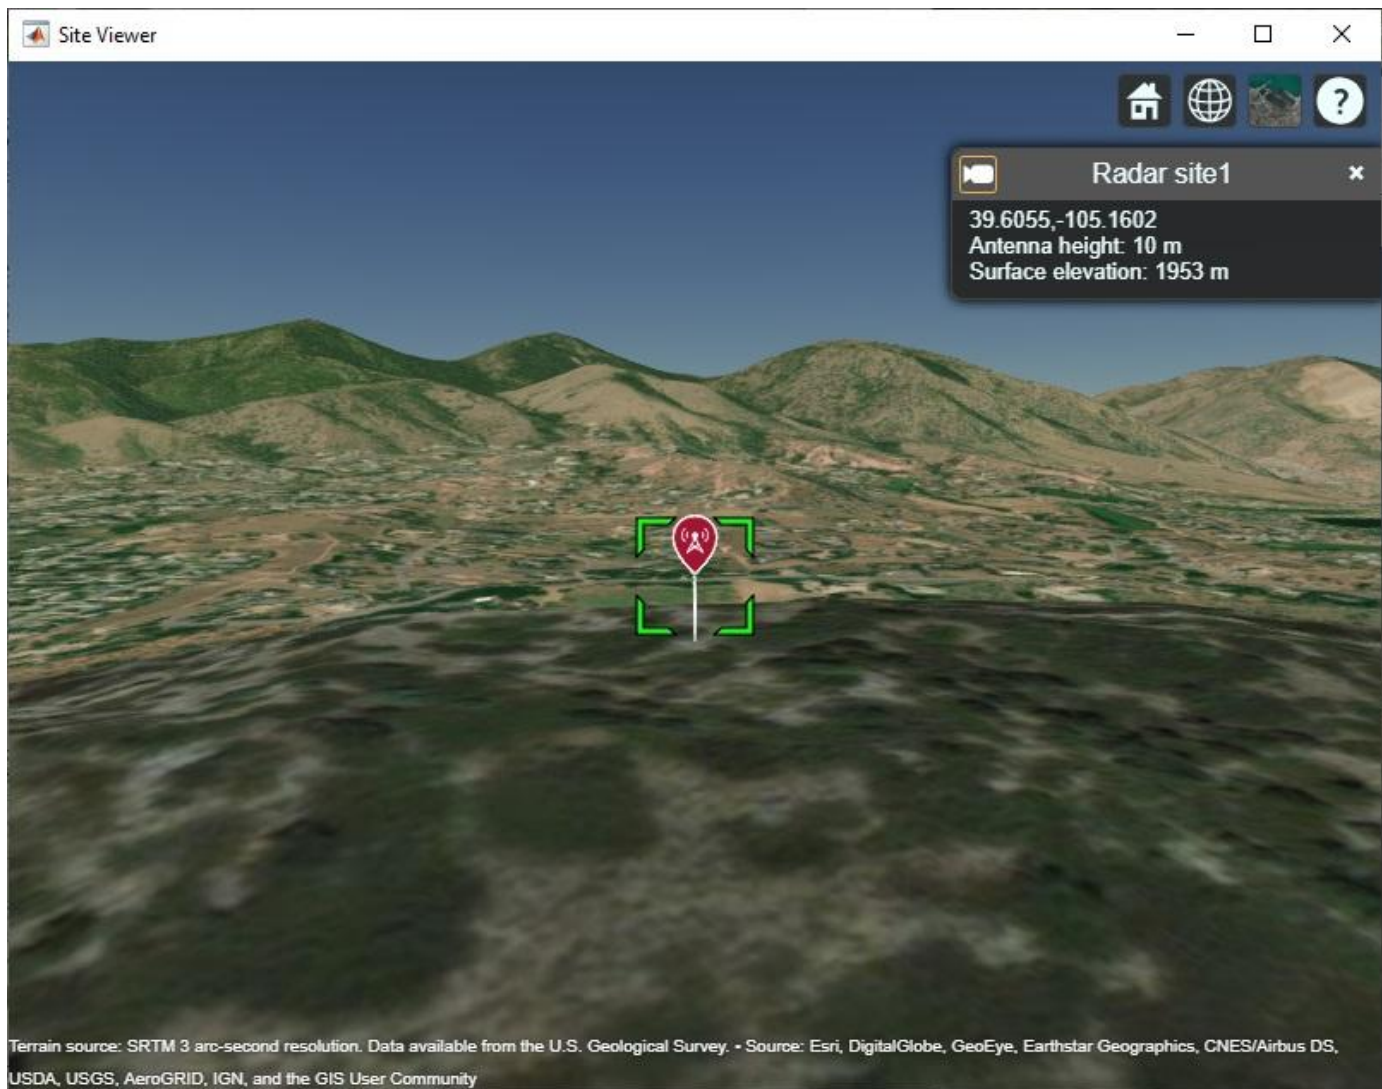 Site Viewer
?
Radar site1
39.6055,-105.1602
Antenna height: 10 m
Surface elevation: 1953 m
Terrain source: SRTM 3 arc-second resolution. Data available from the U.S. Geological Survey. • Source: Esri, DigitalGlobe, GeoEye, Earthstar Geographics, CNES/Airbus DS,
USDA, USGS, AeroGRID, IGN, and the GIS User Community